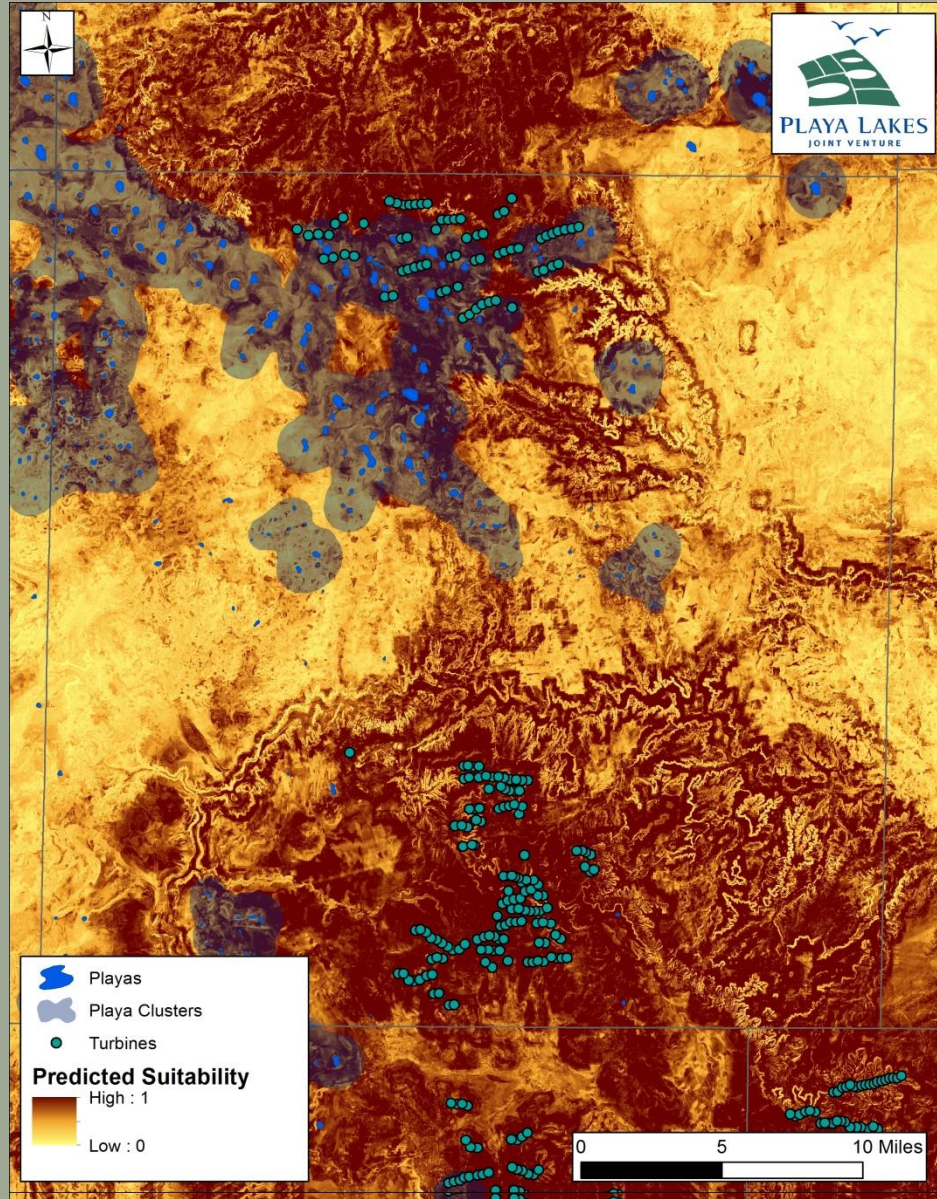 N
PLAYA LAKES
JOINT VENTURE
Playas
Playa Clusters
Turbines
Predicted Suitability
High : 1
Low : 0
0 5 10 Miles